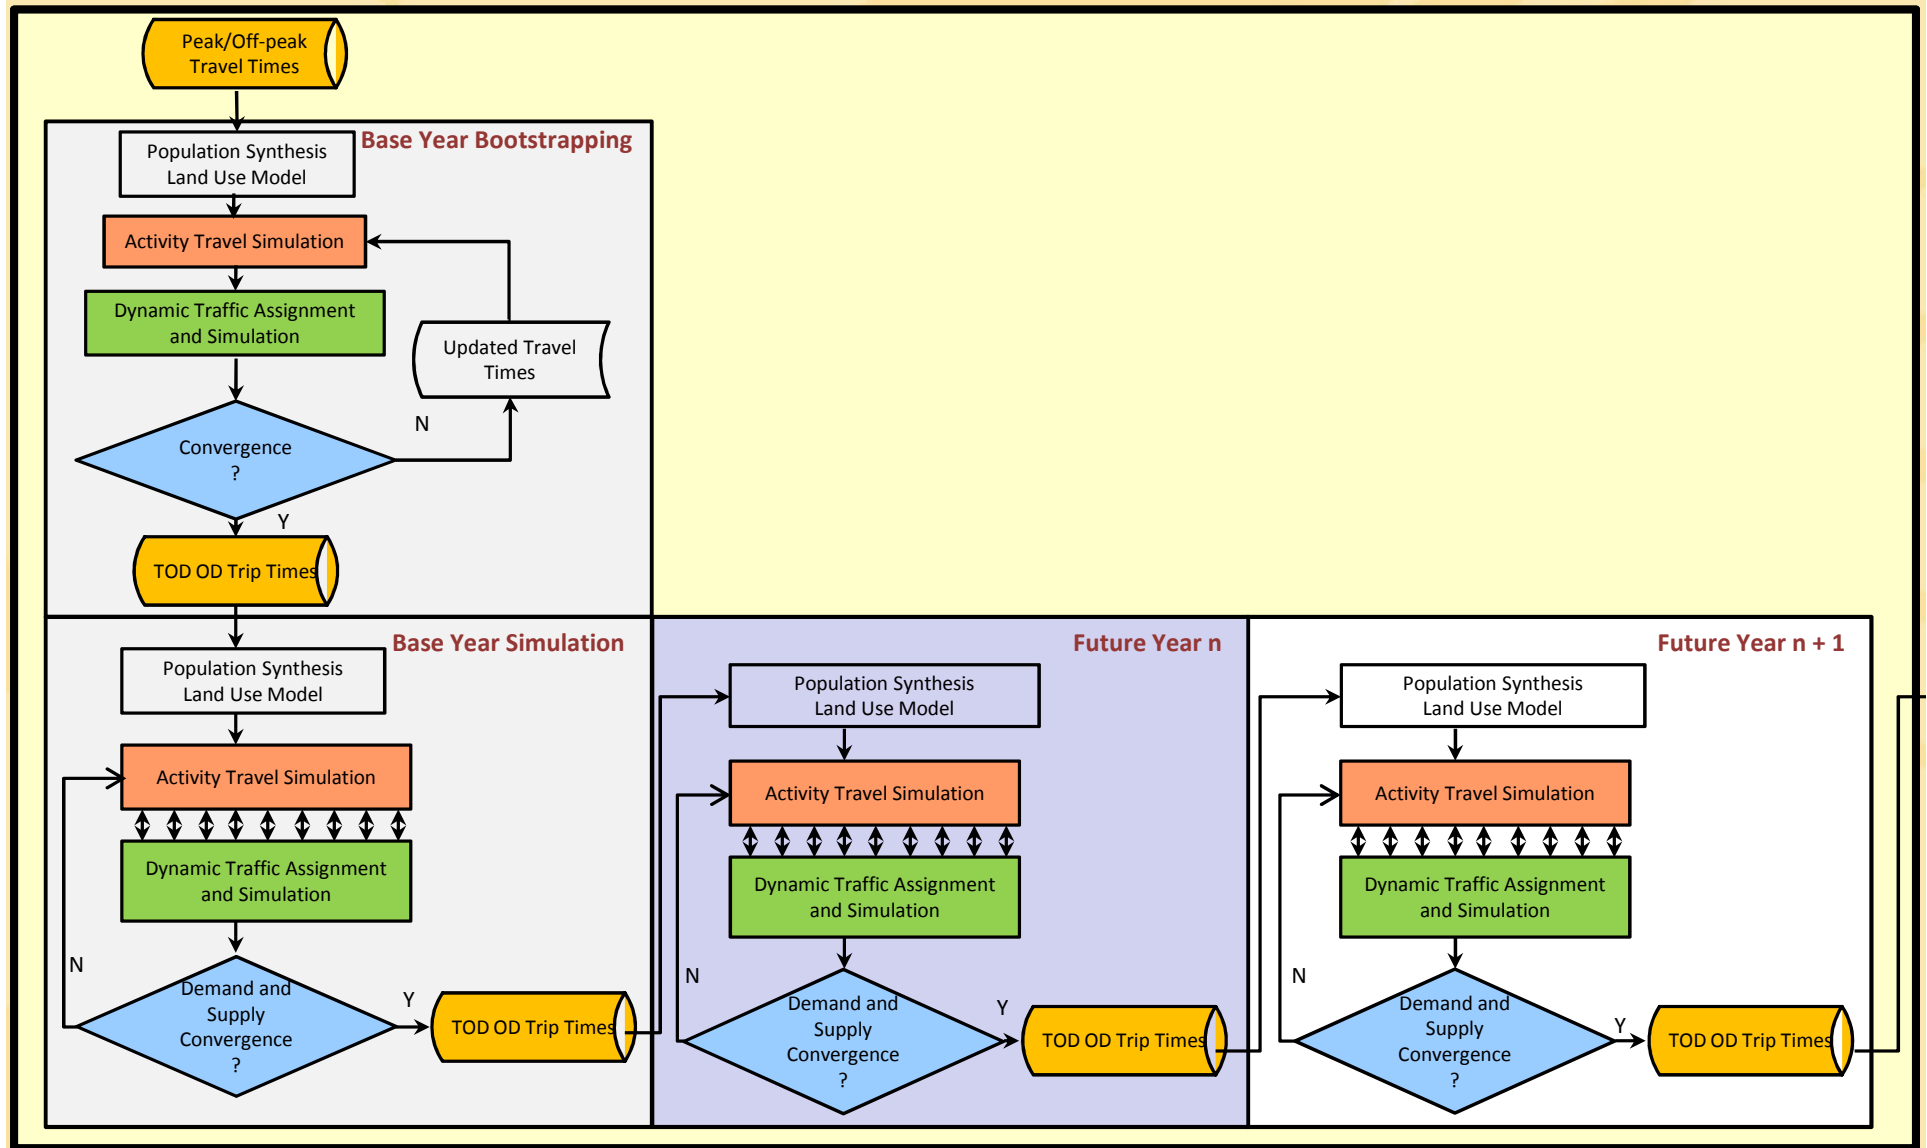 Peak/Off-peak
Travel Times
Base Year Bootstrapping
Population Synthesis
Land Use Model
Activity Travel Simulation
Dynamic Traffic Assignment
and Simulation
Updated Travel
Times
N
Convergence
?
Y
TOD OD Trip Times
Base Year Simulation
Population Synthesis
Land Use Model
Activity Travel Simulation
Dynamic Traffic Assignment
and Simulation
N
Demand and
Supply
Convergence
?
Y
TOD OD Trip Times
Future Year n
Population Synthesis
Land Use Model
Activity Travel Simulation
Dynamic Traffic Assignment
and Simulation
N
Demand and
Supply
Convergence
?
Y
TOD OD Trip Times
Future Year n + 1
Population Synthesis
Land Use Model
Activity Travel Simulation
Dynamic Traffic Assignment
and Simulation
N
Demand and
Supply
Convergence
?
Y
TOD OD Trip Times